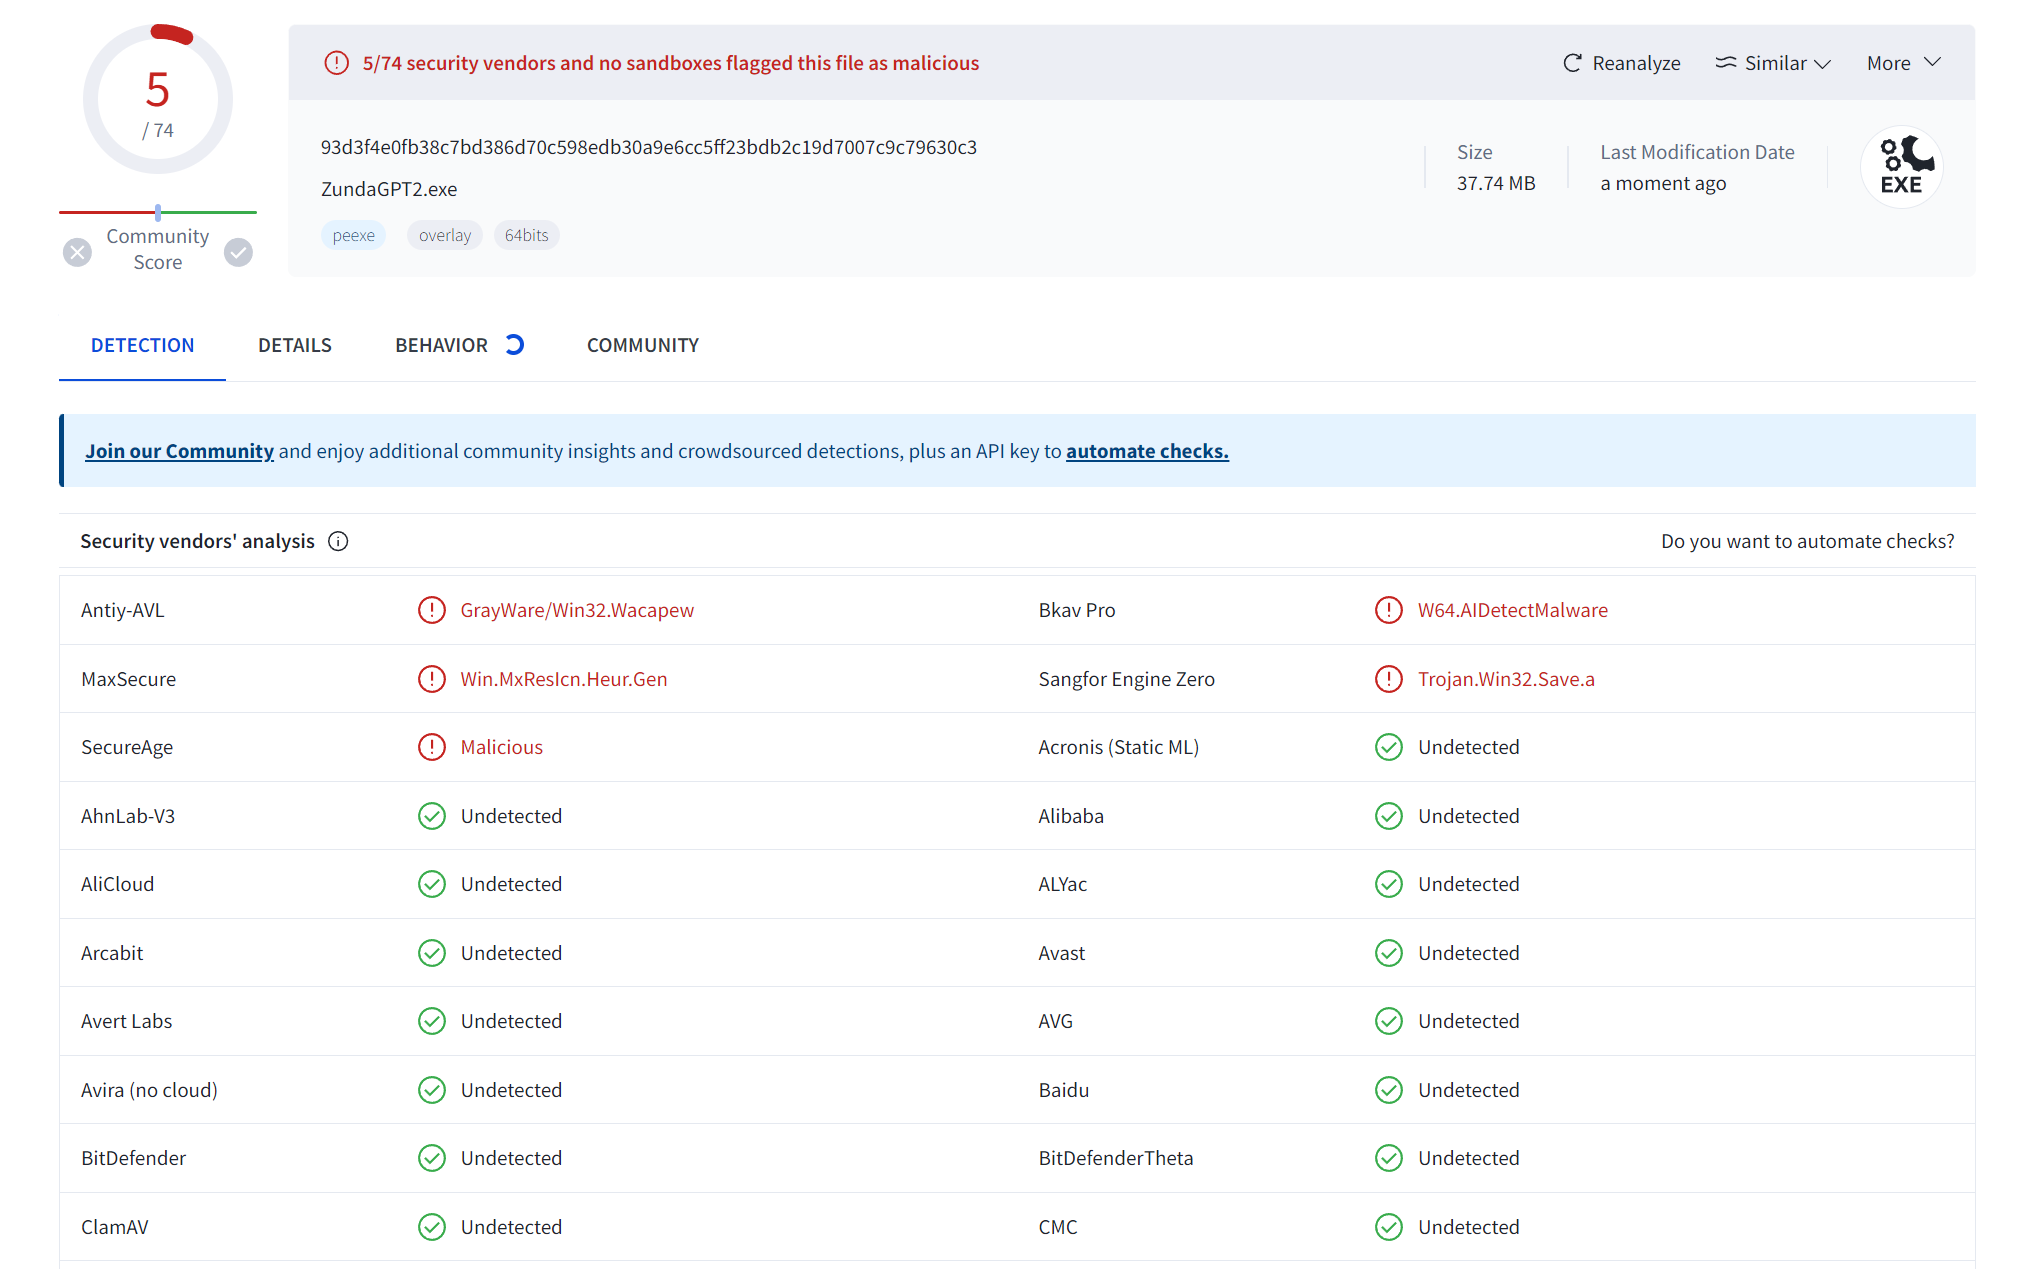 5
/ 74
Community
Score
5/74 security vendors and no sandboxes flagged this file as malicious
Reanalyze
Similar
More
93d3f4e0fb38c7bd386d70c598edb30a9e6cc5ff23bdb2c19d7007c9c79630c3
ZundaGPT2.exe
peexe
overlay
64bits
Size
37.74 MB
Last Modification Date
a moment ago
EXE
DETECTION
DETAILS
BEHAVIOR
COMMUNITY
Join our Community and enjoy additional community insights and crowdsourced detections, plus an API key to automate checks.
Security vendors' analysis
Do you want to automate checks?
Antiy-AVL
GrayWare/Win32.Wacapew
Bkav Pro
W64.AIDetectMalware
MaxSecure
Win.MxResIcn.Heur.Gen
Sangfor Engine Zero
Trojan.Win32.Save.a
SecureAge
Malicious
Acronis (Static ML)
Undetected
AhnLab-V3
Undetected
Alibaba
Undetected
AliCloud
Undetected
ALYac
Undetected
Arcabit
Undetected
Avast
Undetected
Avert Labs
Undetected
AVG
Undetected
Avira (no cloud)
Undetected
Baidu
Undetected
BitDefender
Undetected
BitDefenderTheta
Undetected
ClamAV
Undetected
CMC
Undetected